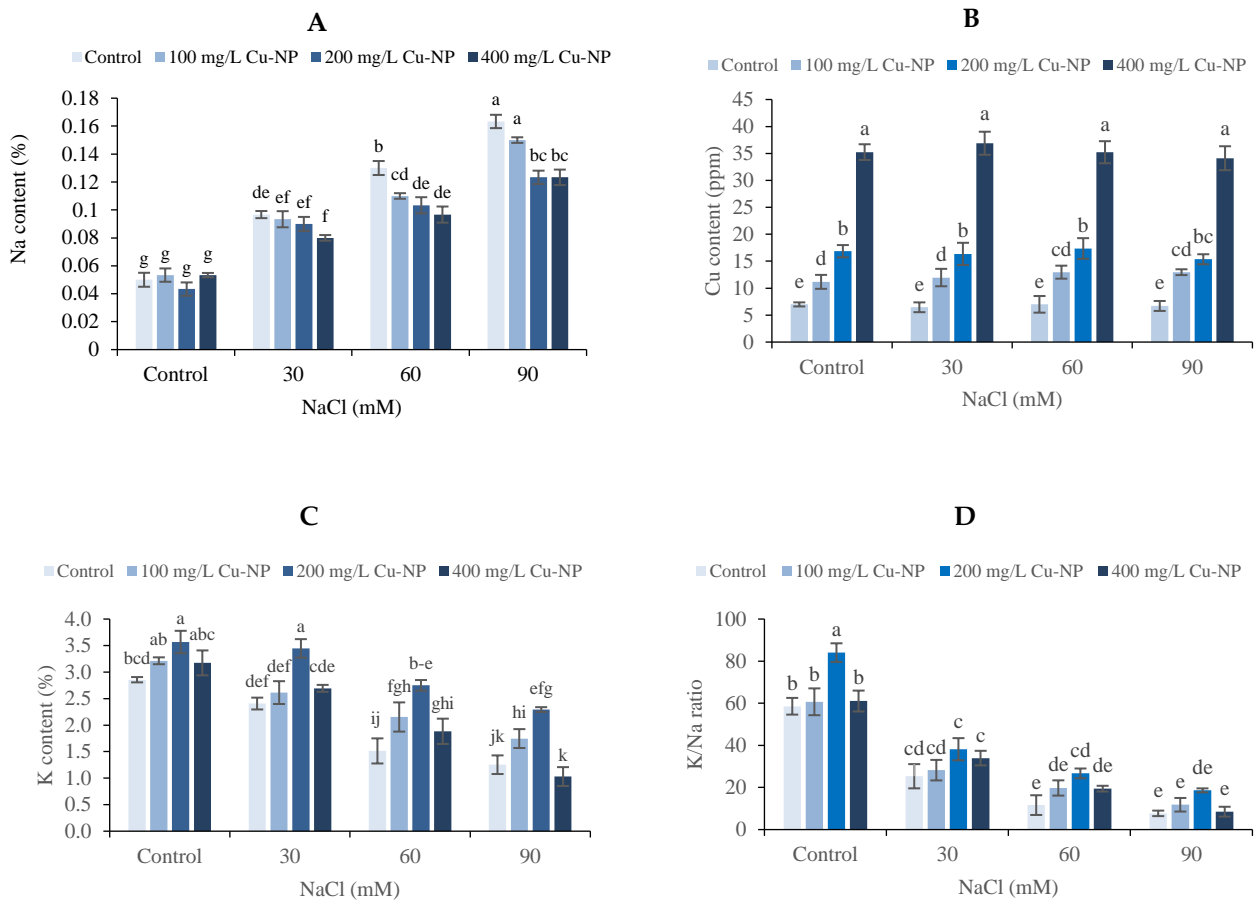 A
Control 100 mg/L Cu-NP 200 mg/L Cu-NP 400 mg/L Cu-NP
Na content (%)
0.18
0.16
0.14
0.12
0.1
0.08
0.06
0.04
0.02
0
g g g g
de ef ef f
b cd de de
a a bc bc
Control 30 60 90
NaCl (mM)
B
Control 100 mg/L Cu-NP 200 mg/L Cu-NP 400 mg/L Cu-NP
Cu content (ppm)
45
40
35
30
25
20
15
10
5
0
e d b a
e d b a
e cd b a
e cd bc a
Control 30 60 90
NaCl (mM)
C
Control 100 mg/L Cu-NP 200 mg/L Cu-NP 400 mg/L Cu-NP
K content (%)
4.0
3.5
3.0
2.5
2.0
1.5
1.0
0.5
0.0
bcd ab a abc
def def a cde
ij fgh b-e ghi
jk hi efg k
Control 30 60 90
NaCl (mM)
D
Control 100 mg/L Cu-NP 200 mg/L Cu-NP 400 mg/L Cu-NP
K/Na ratio
100
80
60
40
20
0
b b a b
cd cd c c
e de cd de
e e de e
Control 30 60 90
NaCl (mM)